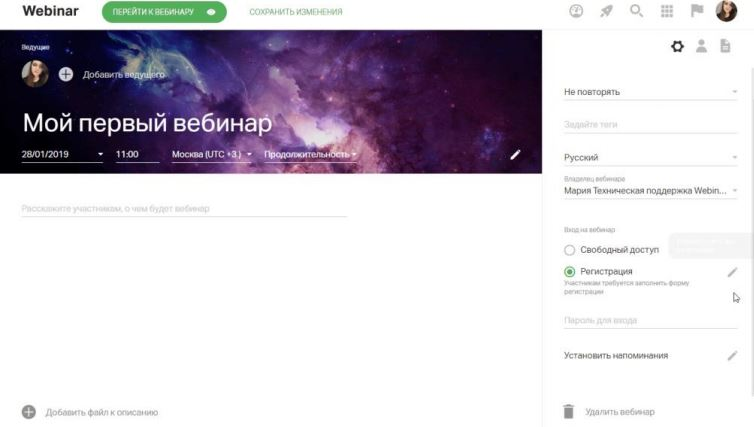 Webinar
ПЕРЕЙТИ К ВЕБИНАРУ
СОХРАНИТЬ ИЗМЕНЕНИЯ
Ведущие
Добавить ведущего
Мой первый вебинар
28/01/2019
11:00
Москва (UTC +3 )
Продолжительность
Расскажите участникам, о чем будет вебинар
Добавить файл к описанию
Не повторять
Задайте теги
Русский
Владелец вебинара
Мария Техническая поддержка Webin...
Вход на вебинар
Свободный доступ
Регистрация
Участникам требуется заполнить форму
регистрации
Пароль для входа
Установить напоминания
Удалить вебинар